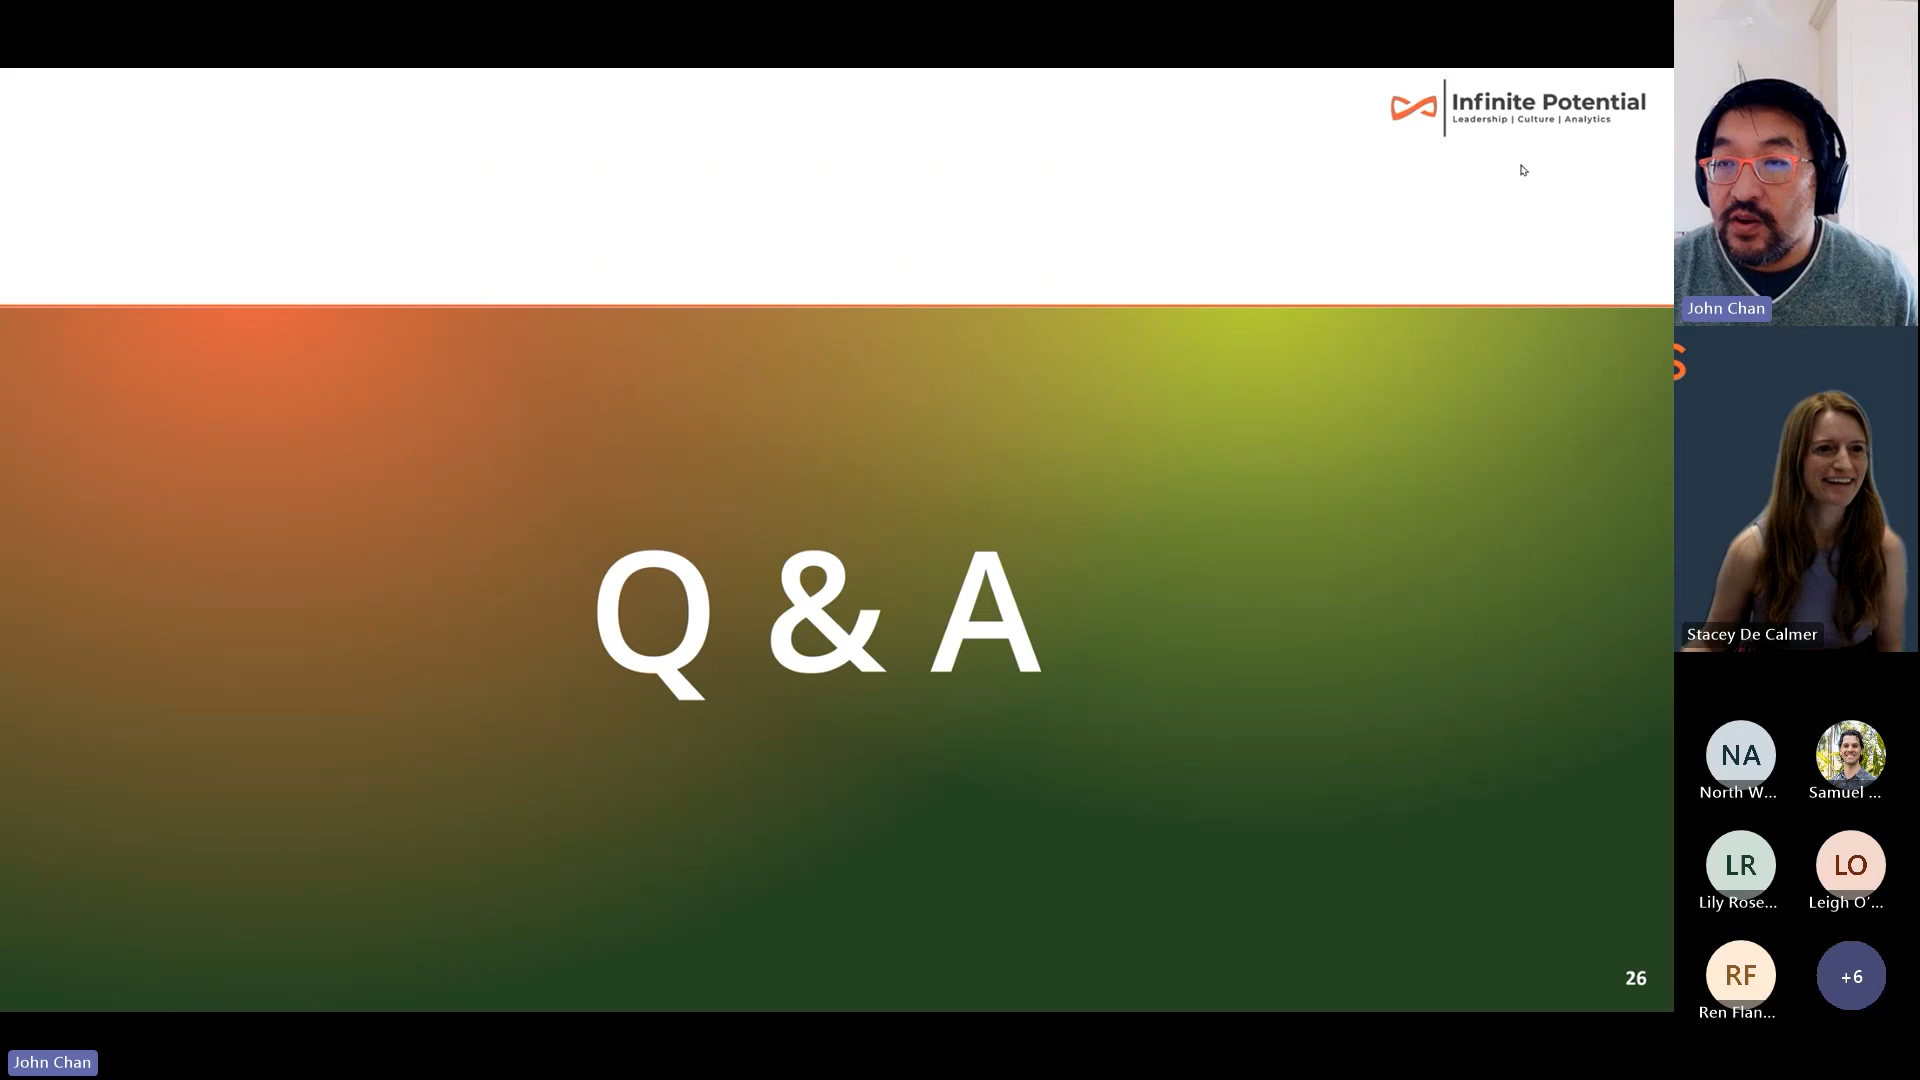 Infinite Potential
Leadership | Culture | Analytics
Q & A
26
John Chan
S
Stacey De Calmer
NA
North W...
Samuel ...
LR
Lily Rose...
LO
Leigh O'...
RF
Ren Flan...
+6
John Chan